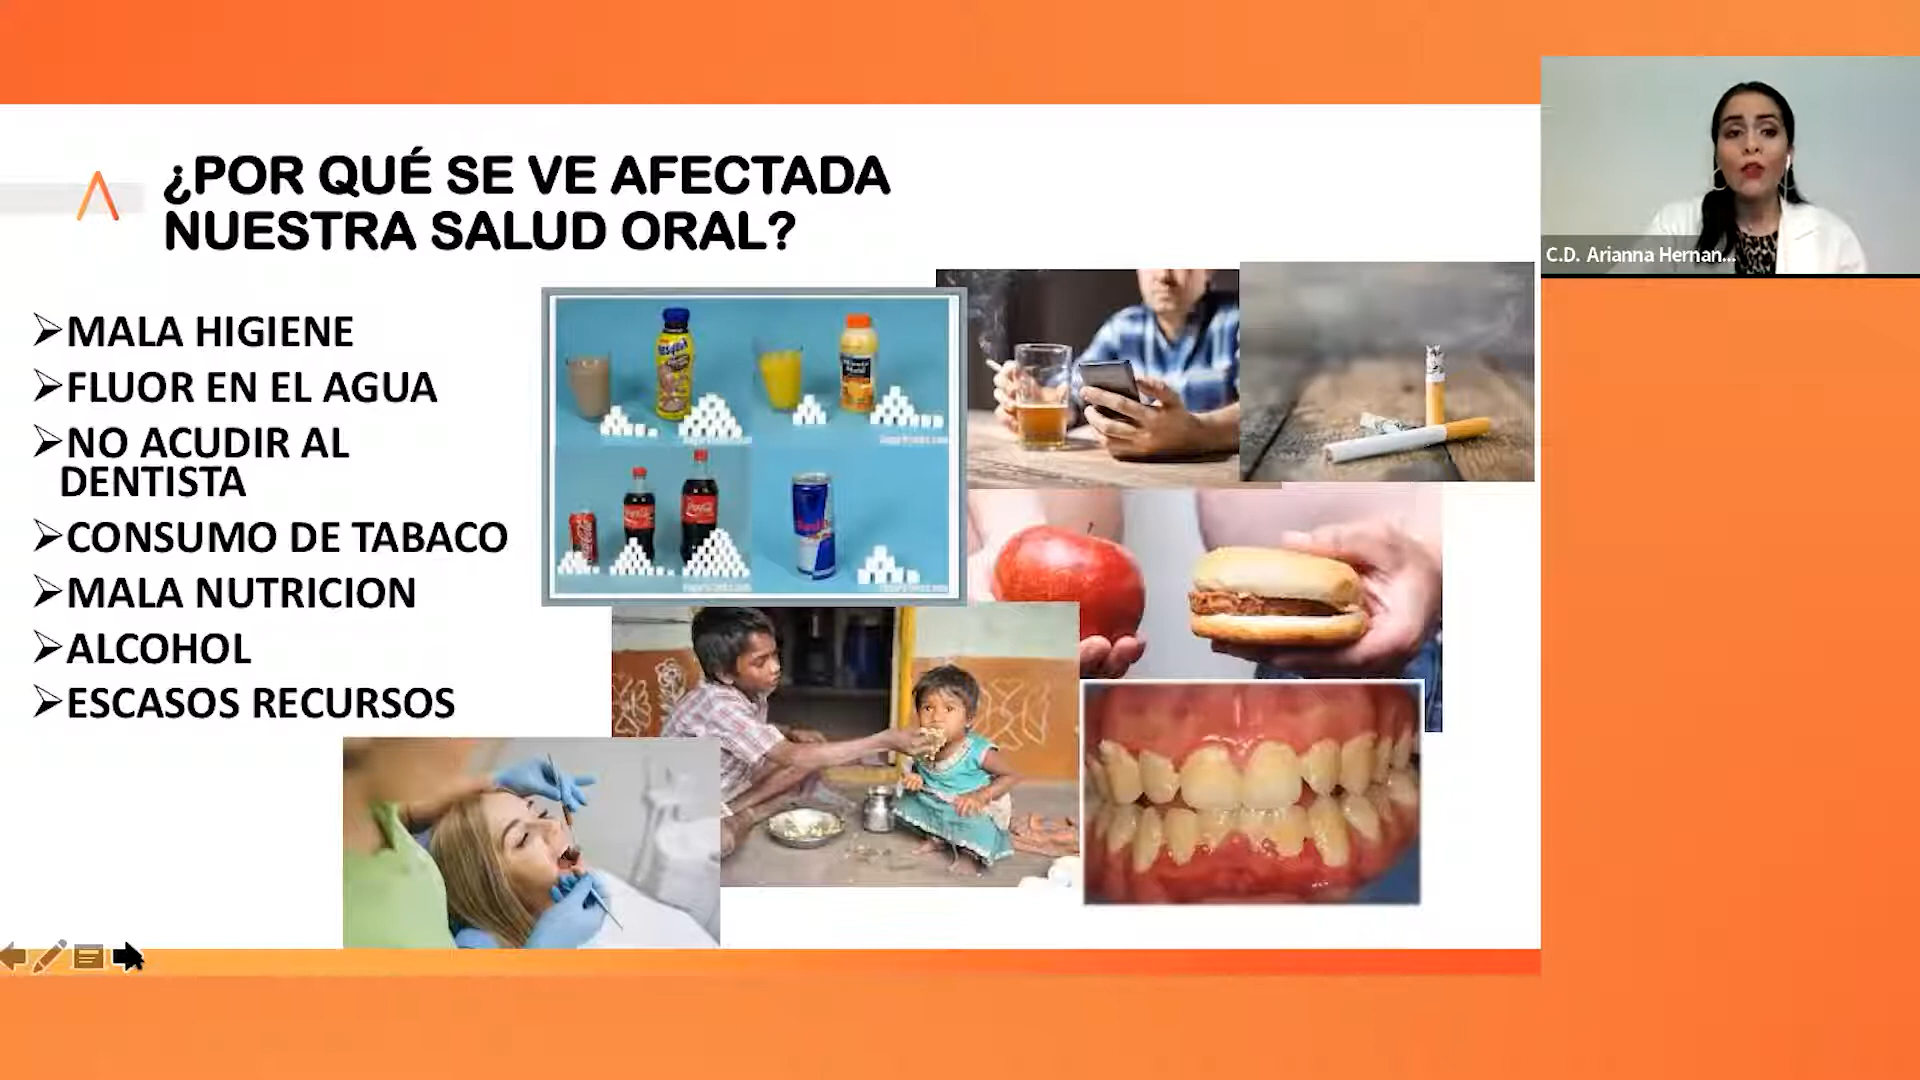 ¿POR QUÉ SE VE AFECTADA
NUESTRA SALUD ORAL?
C.D. Arianna Hernan...
➢MALA HIGIENE
➢FLUOR EN EL AGUA
➢NO ACUDIR AL
DENTISTA
➢CONSUMO DE TABACO
➢MALA NUTRICION
➢ALCOHOL
➢ESCASOS RECURSOS